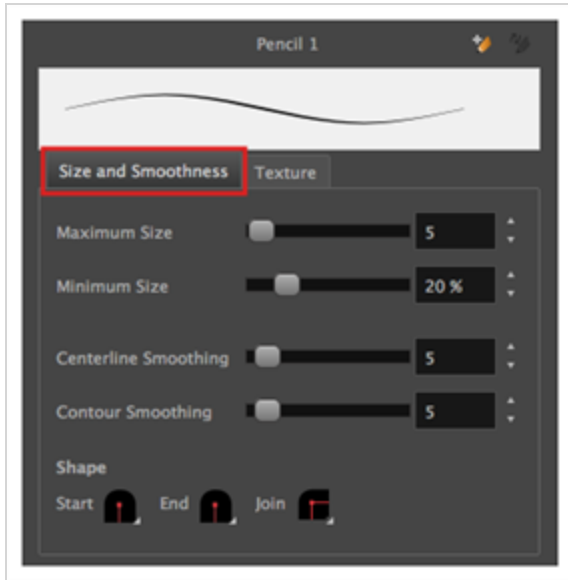 Pencil 1
Size and Smoothness Texture
Maximum Size 5
Minimum Size 20 %
Centerline Smoothing 5
Contour Smoothing 5
Shape
Start End Join